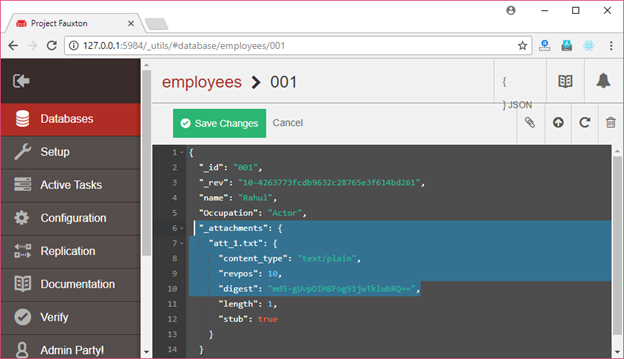 Project Fauxton
127.0.0.1:5984/_utils/#database/employees/001
employees > 001
{
} JSON
Save Changes
Cancel
Databases
Setup
Active Tasks
Configuration
Replication
Documentation
Verify
Admin Party!
1 {
2 "_id": "001",
3 "_rev": "10-4263773fcdb9632c28765e3f614bd261",
4 "name": "Rahul",
5 "Occupation": "Actor",
6 "_attachments": {
7 "att_1.txt": {
8 "content_type": "text/plain",
9 "revpos": 10,
10 "digest": "md5-gUvpOIHBFog91jwTklwbRQ==",
11 "length": 1,
12 "stub": true
13 }
14 }